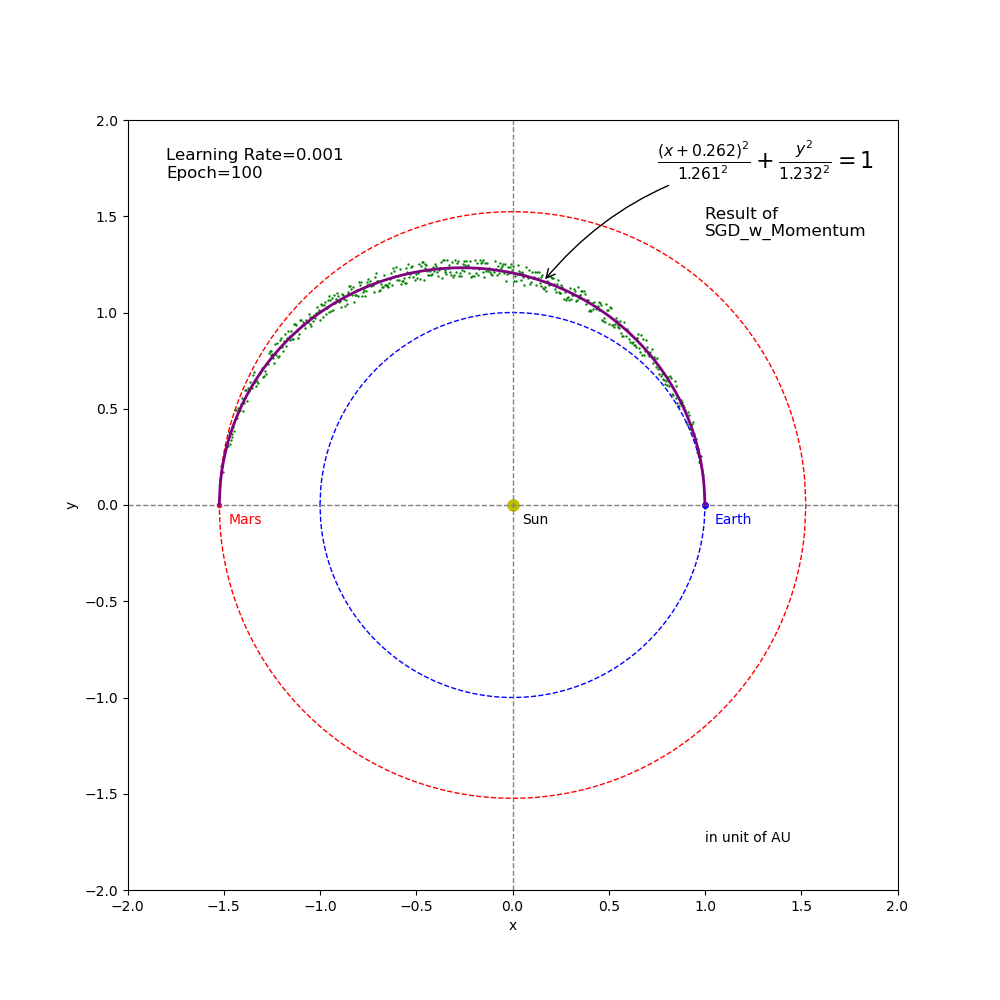 Learning Rate=0.001
Epoch=100
(x + 0.262)²/1.261² + y²/1.232² = 1
Result of
SGD_w_Momentum
Mars
Sun
Earth
in unit of AU
2.0
1.5
1.0
0.5
0.0
−0.5
−1.0
−1.5
−2.0
y
−2.0 −1.5 −1.0 −0.5 0.0 0.5 1.0 1.5 2.0
x